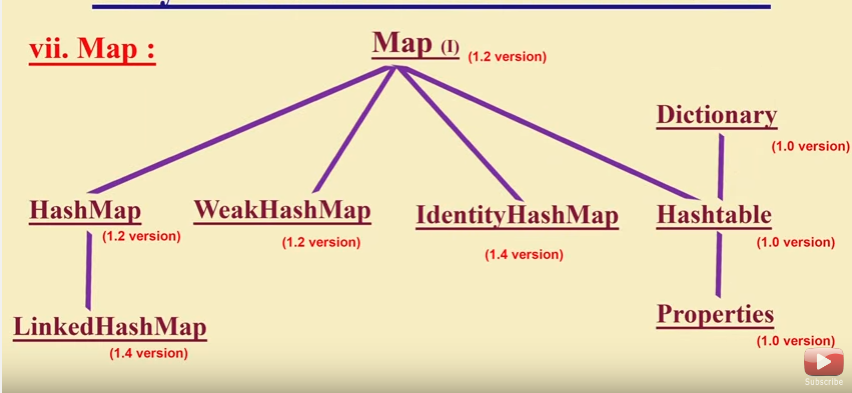 vii. Map :
Map (I)
(1.2 version)
Dictionary
(1.0 version)
HashMap
(1.2 version)
WeakHashMap
(1.2 version)
IdentityHashMap
(1.4 version)
Hashtable
(1.0 version)
LinkedHashMap
(1.4 version)
Properties
(1.0 version)
Subscribe